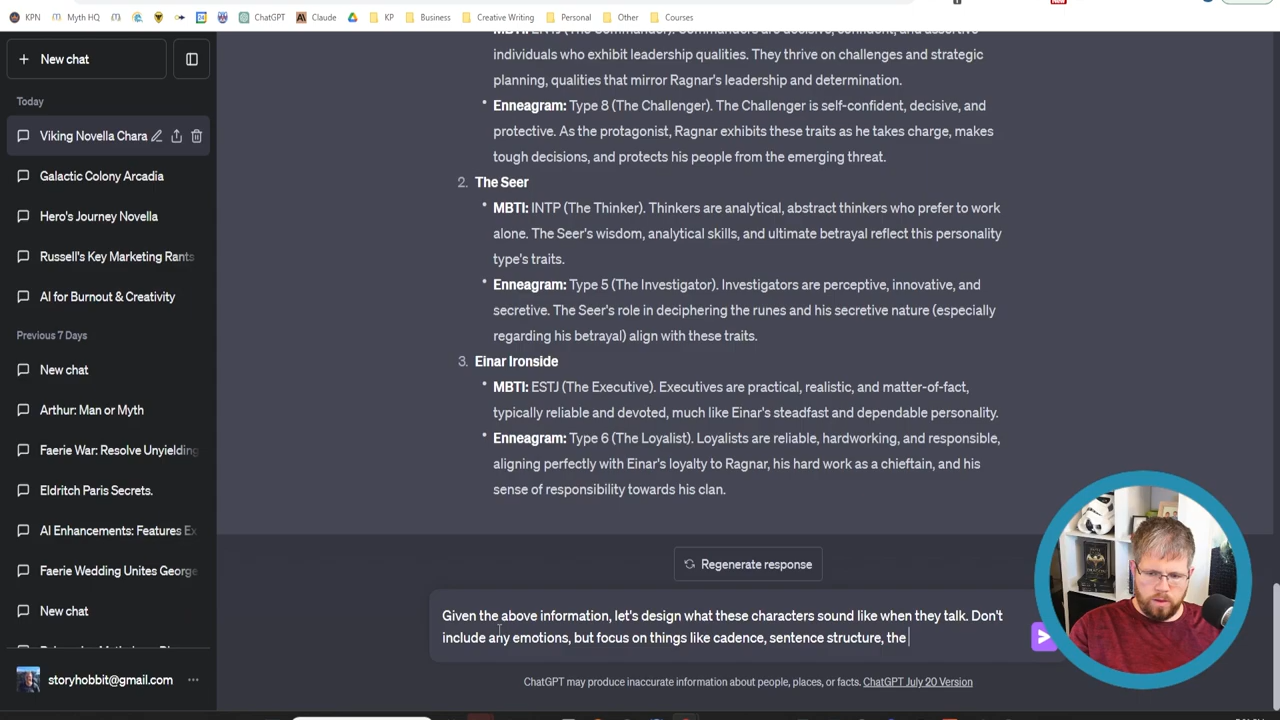 KPN
Myth HQ
ChatGPT
Claude
KP
Business
Creative Writing
Personal
Other
Courses
New chat
Today
Viking Novella Chara
Galactic Colony Arcadia
Hero's Journey Novella
Russell's Key Marketing Rants
AI for Burnout & Creativity
Previous 7 Days
New chat
Arthur: Man or Myth
Faerie War: Resolve Unyielding
Eldritch Paris Secrets.
AI Enhancements: Features Ex
Faerie Wedding Unites George
New chat
storyhobbit@gmail.com
individuals who exhibit leadership qualities. They thrive on challenges and strategic
planning, qualities that mirror Ragnar's leadership and determination.
• Enneagram: Type 8 (The Challenger). The Challenger is self-confident, decisive, and
protective. As the protagonist, Ragnar exhibits these traits as he takes charge, makes
tough decisions, and protects his people from the emerging threat.
2. The Seer
• MBTI: INTP (The Thinker). Thinkers are analytical, abstract thinkers who prefer to work
alone. The Seer's wisdom, analytical skills, and ultimate betrayal reflect this personality
type's traits.
• Enneagram: Type 5 (The Investigator). Investigators are perceptive, innovative, and
secretive. The Seer's role in deciphering the runes and his secretive nature (especially
regarding his betrayal) align with these traits.
3. Einar Ironside
• MBTI: ESTJ (The Executive). Executives are practical, realistic, and matter-of-fact,
typically reliable and devoted, much like Einar's steadfast and dependable personality.
• Enneagram: Type 6 (The Loyalist). Loyalists are reliable, hardworking, and responsible,
aligning perfectly with Einar's loyalty to Ragnar, his hard work as a chieftain, and his
sense of responsibility towards his clan.
Regenerate response
Given the above information, let's design what these characters sound like when they talk. Don't
include any emotions, but focus on things like cadence, sentence structure, the
ChatGPT may produce inaccurate information about people, places, or facts. ChatGPT July 20 Version